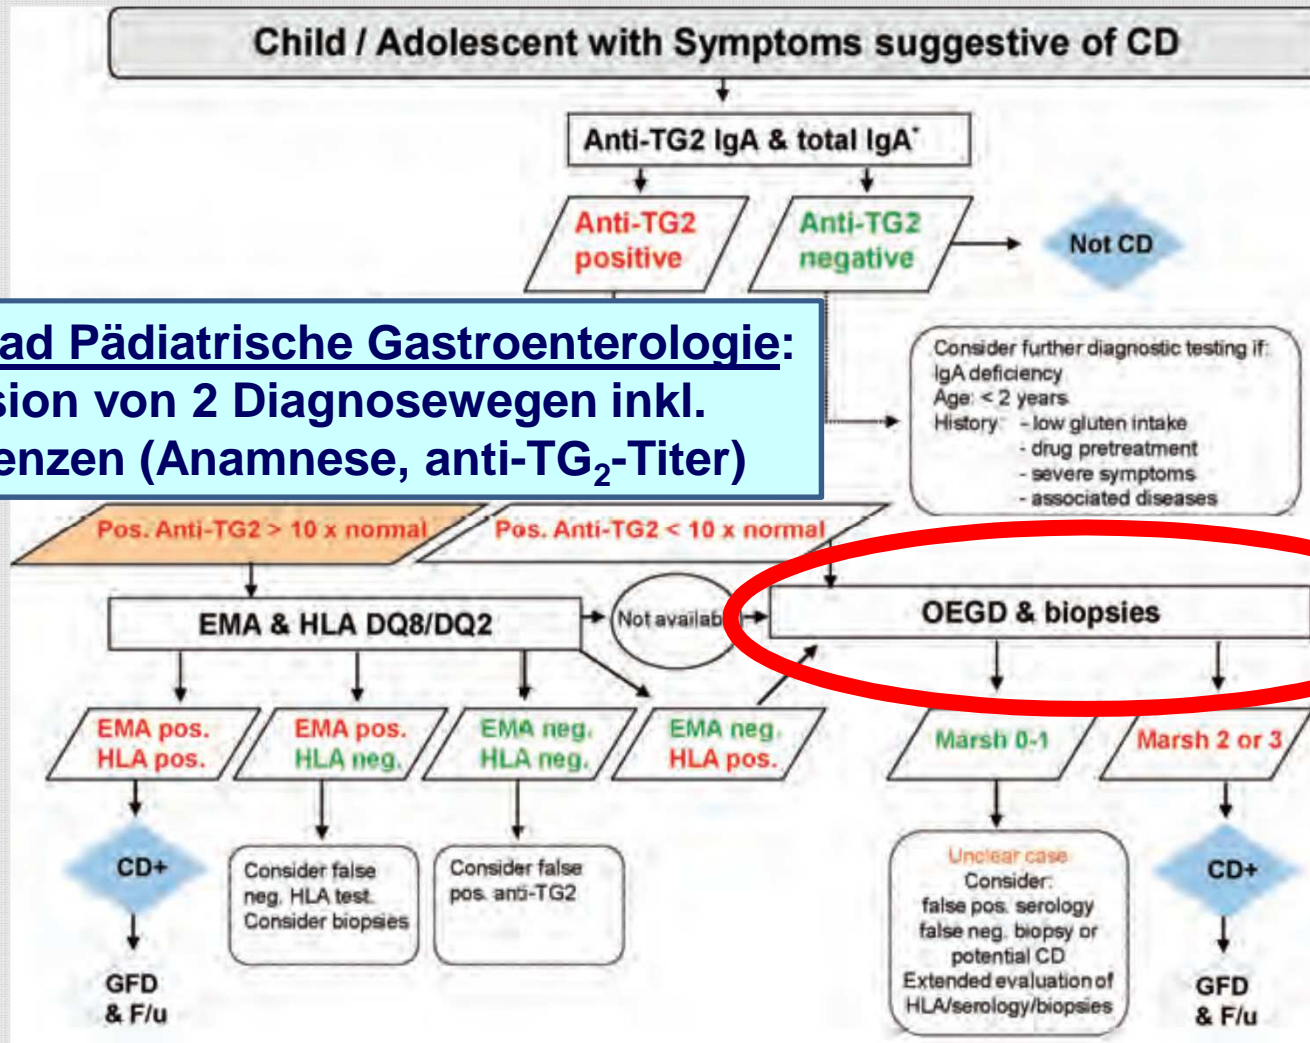 Child / Adolescent with Symptoms suggestive of CD
Anti-TG2 IgA & total IgA*
Anti-TG2
positive
Anti-TG2
negative
Not CD
Pädiatrische Gastroenterologie:
von 2 Diagnosewegen inkl.
(Anamnese, anti-TG2-Titer)
Consider further diagnostic testing if:
IgA deficiency
Age: < 2 years
History: - low gluten intake
- drug pretreatment
- severe symptoms
- associated diseases
Pos. Anti-TG2 > 10 x normal
Pos. Anti-TG2 < 10 x normal
EMA & HLA DQ8/DQ2
Not availab
OEGD & biopsies
EMA pos.
HLA pos.
EMA pos.
HLA neg.
EMA neg.
HLA neg.
EMA neg.
HLA pos.
Marsh 0-1
Marsh 2 or 3
CD+
GFD
& F/u
Consider false
neg. HLA test.
Consider biopsies
Consider false
pos. anti-TG2
Unclear case
Consider:
false pos. serology
false neg. biopsy or
potential CD
Extended evaluation of
HLA/serology/biopsies
CD+
GFD
& F/u